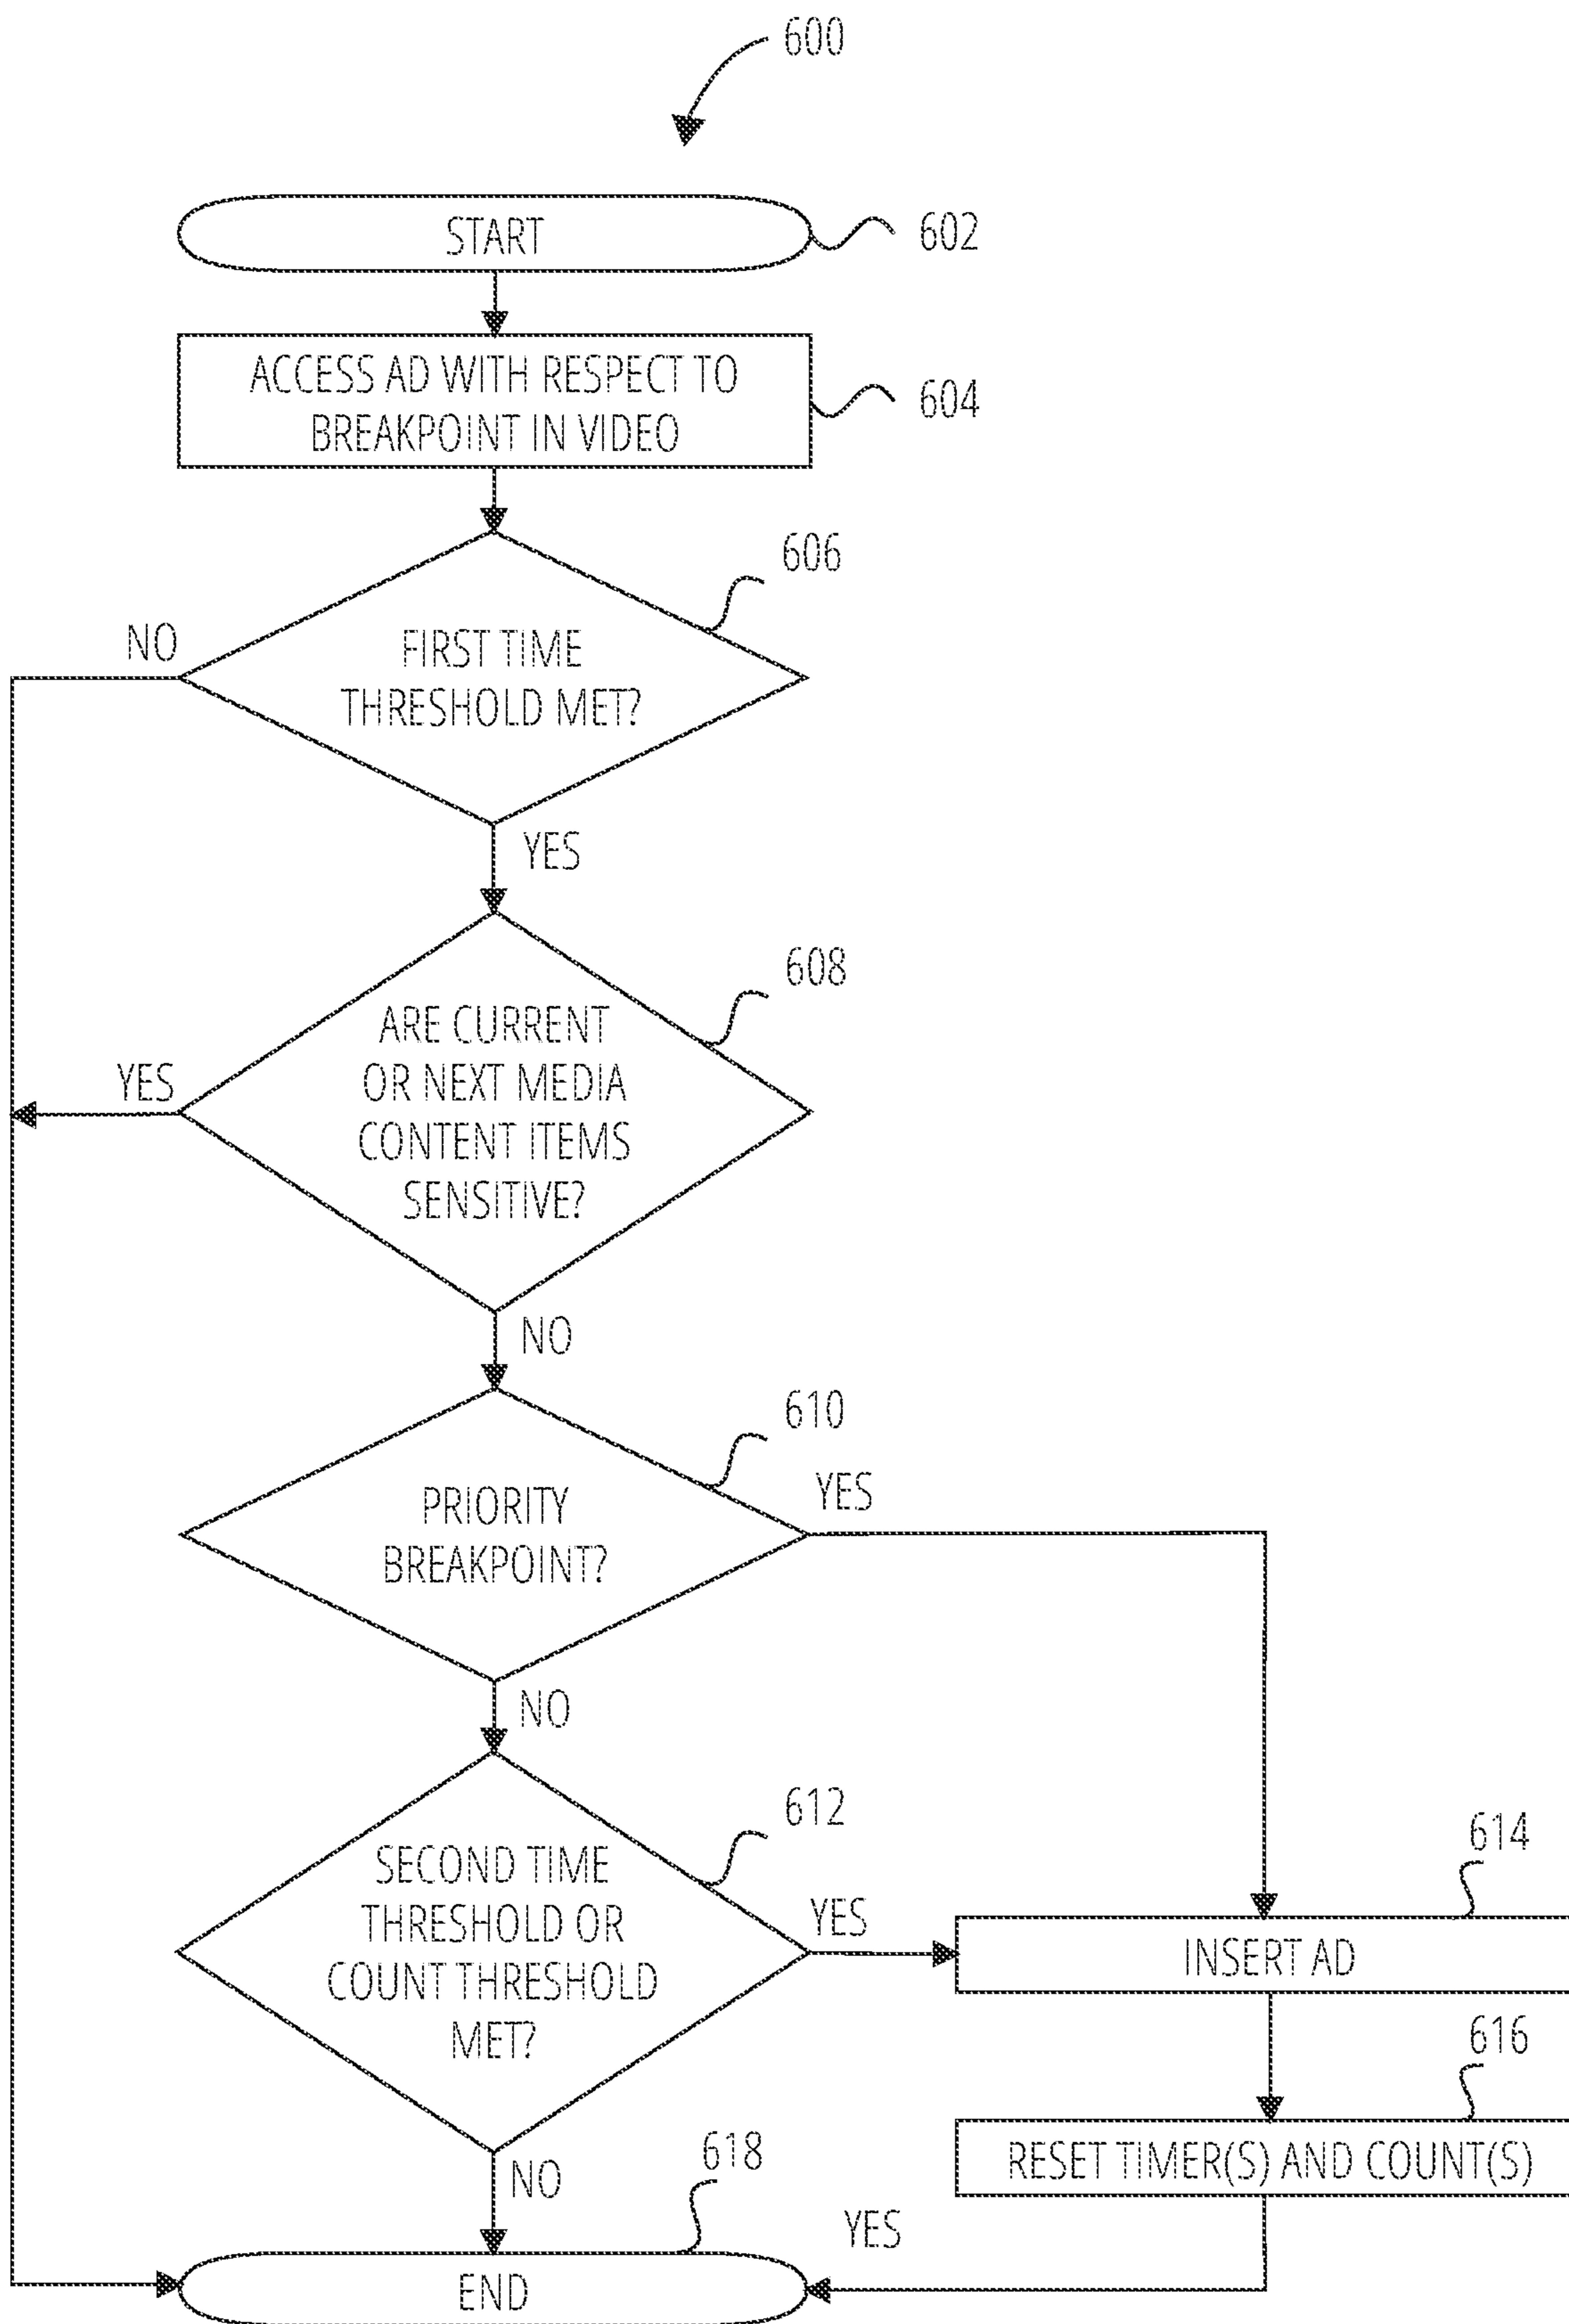 600
START
602
ACCESS AD WITH RESPECT TO
BREAKPOINT IN VIDEO
604
606
NO
FIRST TIME
THRESHOLD MET?
YES
608
ARE CURRENT
OR NEXT MEDIA
CONTENT ITEMS
SENSITIVE?
YES
NO
610
YES
PRIORITY
BREAKPOINT?
NO
612
SECOND TIME
THRESHOLD OR
COUNT THRESHOLD
MET?
YES
614
INSERT AD
616
RESET TIMER(S) AND COUNT(S)
NO
618
YES
END